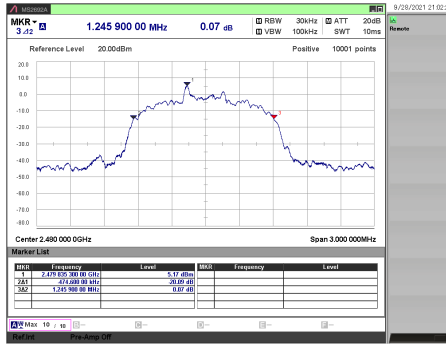 MS2692A
9/28/2021 21:02:
MKR
3 Δ2 A 1.245 900 00 MHz 0.07 dB
RBW 30kHz ATT 20dB
VBW 100kHz SWT 10ms
Remote
Reference Level 20.00dBm Positive 10001 points
20.0
10.0
0.0
-10.0
-20.0
-30.0
-40.0
-50.0
-60.0
-70.0
-80.0
1
2
3
Center 2.480 000 0GHz Span 3.000 000MHz
Marker List
MKR Frequency Level MKR Frequency Level
1 2.479 835 300 00 GHz 5.17 dBm
2Δ1 -474.600 00 kHz -20.09 dB
3Δ2 1.245 900 00 MHz 0.07 dB
A W Max 10 / 10
Ref.Int Pre-Amp Off